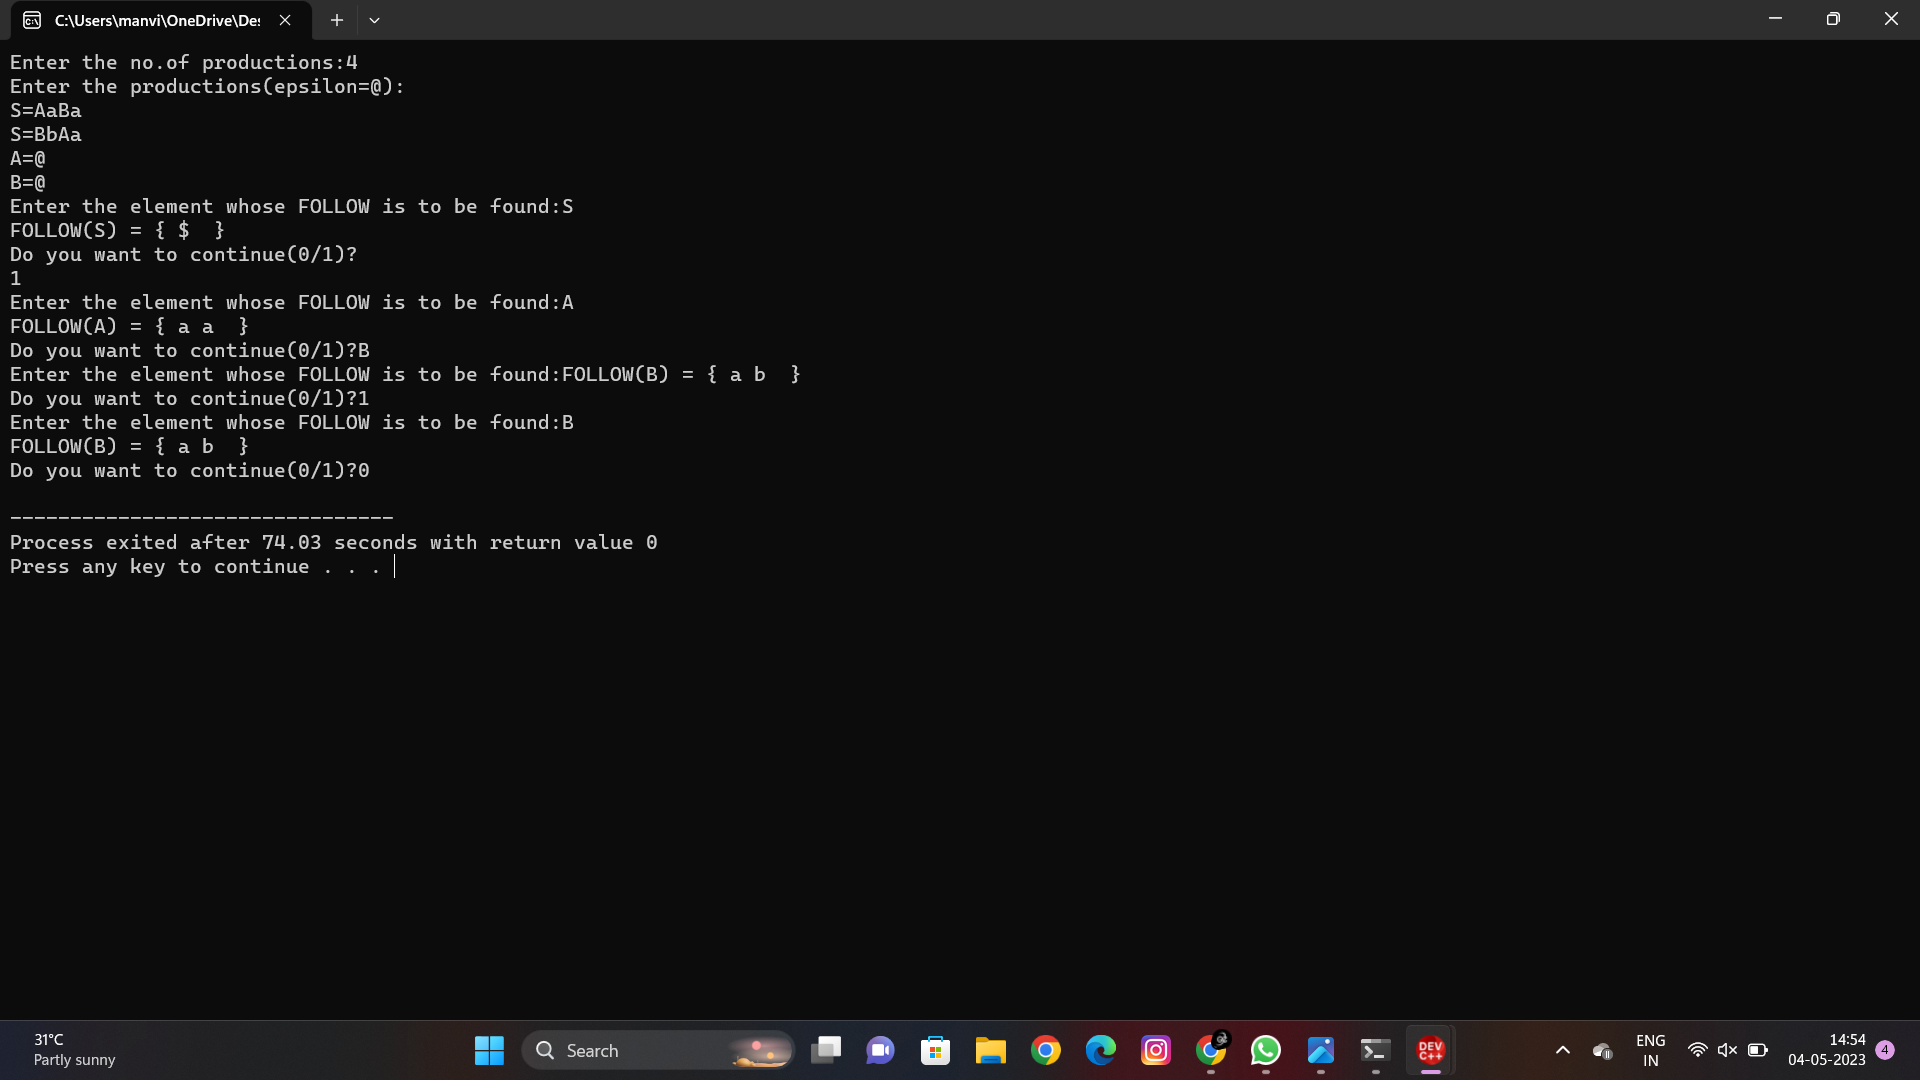 C:\Users\manvi\OneDrive\Des
Enter the no.of productions:4
Enter the productions(epsilon=@):
S=AaBa
S=BbAa
A=@
B=@
Enter the element whose FOLLOW is to be found:S
FOLLOW(S) = { $  }
Do you want to continue(0/1)?
1
Enter the element whose FOLLOW is to be found:A
FOLLOW(A) = { a a  }
Do you want to continue(0/1)?B
Enter the element whose FOLLOW is to be found:FOLLOW(B) = { a b  }
Do you want to continue(0/1)?1
Enter the element whose FOLLOW is to be found:B
FOLLOW(B) = { a b  }
Do you want to continue(0/1)?0
--------------------------------
Process exited after 74.03 seconds with return value 0
Press any key to continue . . .
31°C
Partly sunny
Search
DEV
C++
ENG
IN
14:54
04-05-2023
4